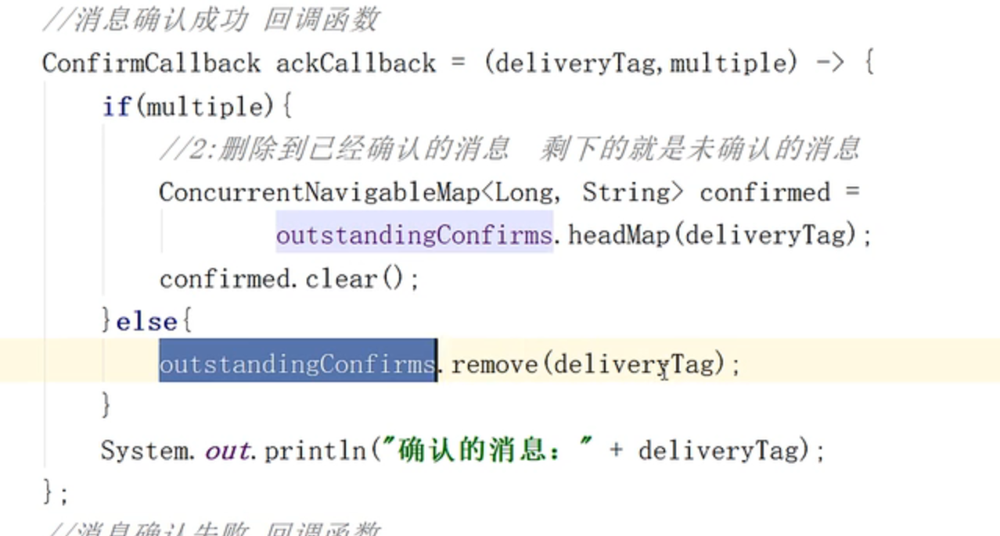 //消息确认成功 回调函数
ConfirmCallback ackCallback = (deliveryTag,multiple) -> {
if(multiple){
//2:删除到已经确认的消息 剩下的就是未确认的消息
ConcurrentNavigableMap<Long, String> confirmed =
outstandingConfirms.headMap(deliveryTag);
confirmed.clear();
}else{
outstandingConfirms.remove(deliveryTag);
}
System.out.println("确认的消息：" + deliveryTag);
};
//消息确认失败 回调函数